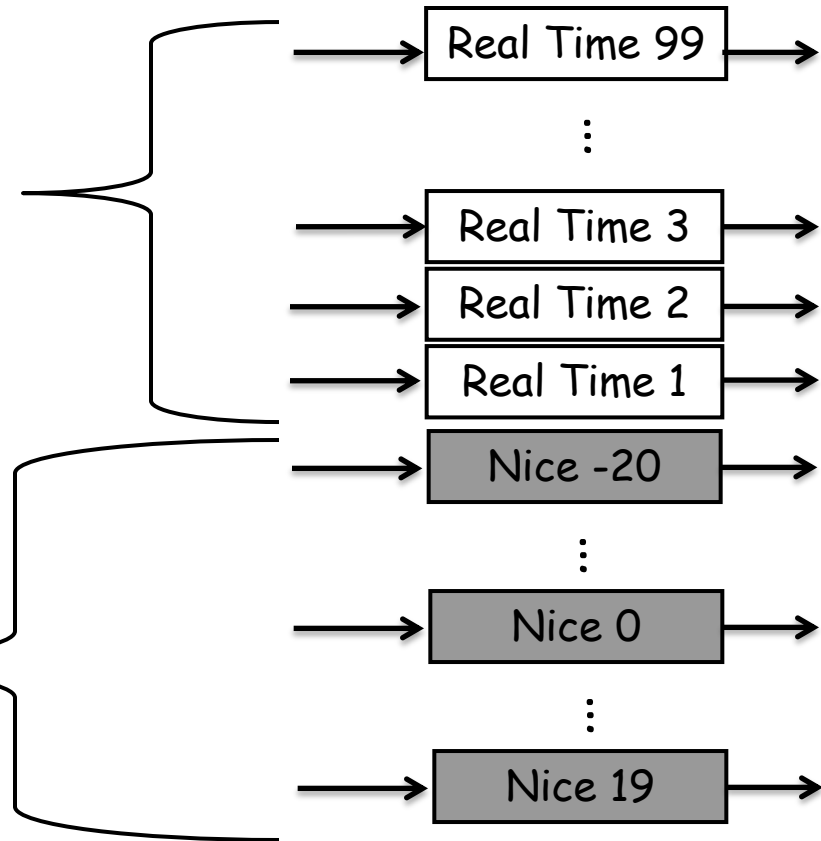 Real Time 99
⋮
Real Time 3
Real Time 2
Real Time 1
Nice -20
⋮
Nice 0
⋮
Nice 19